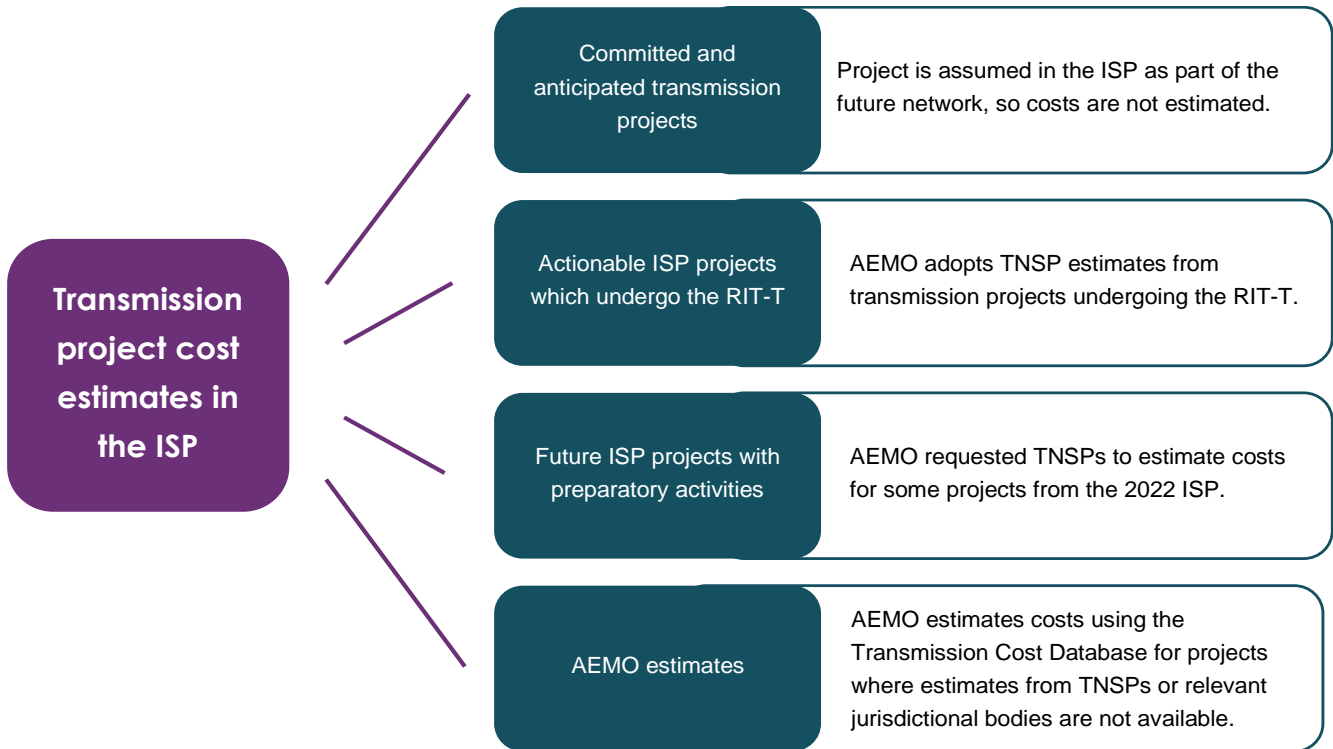 Transmission
project cost
estimates in
the ISP
Committed and
anticipated transmission
projects
Project is assumed in the ISP as part of the
future network, so costs are not estimated.
Actionable ISP projects
which undergo the RIT-T
AEMO adopts TNSP estimates from
transmission projects undergoing the RIT-T.
Future ISP projects with
preparatory activities
AEMO requested TNSPs to estimate costs
for some projects from the 2022 ISP.
AEMO estimates
AEMO estimates costs using the
Transmission Cost Database for projects
where estimates from TNSPs or relevant
jurisdictional bodies are not available.